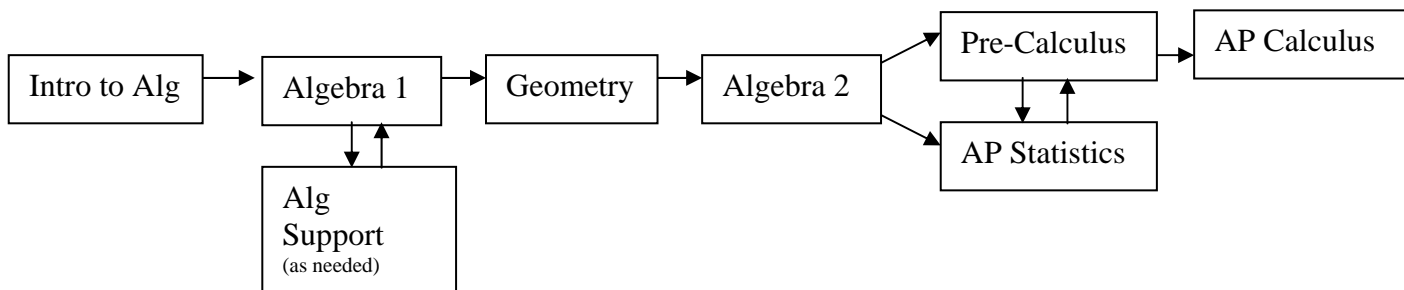 Intro to Alg
Algebra 1
Alg
Support
(as needed)
Geometry
Algebra 2
Pre-Calculus
AP Statistics
AP Calculus